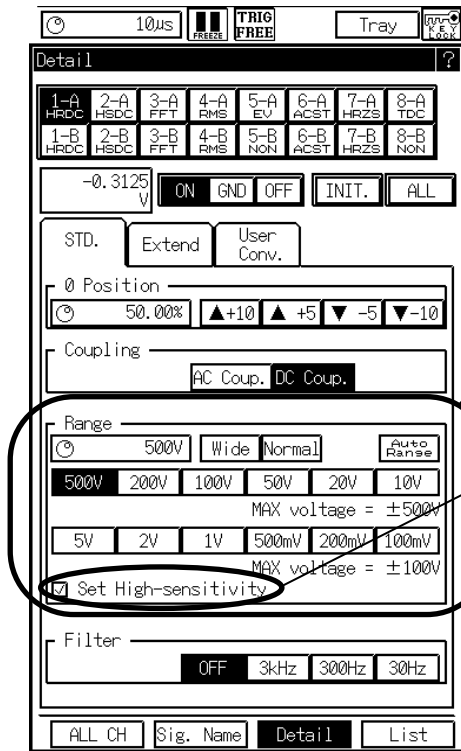 10µs FREEZE TRIG FREE Tray KEY LOCK
Detail ?
1-A HRDC 2-A HSDC 3-A FFT 4-A RMS 5-A EV 6-A ACST 7-A HRZS 8-A TDC
1-B HRDC 2-B HSDC 3-B FFT 4-B RMS 5-B NON 6-B ACST 7-B HRZS 8-B NON
-0.3125 V ON GND OFF INIT. ALL
STD. Extend User Conv.
0 Position
50.00% ▲+10 ▲ +5 ▼ -5 ▼-10
Coupling
AC Coup. DC Coup.
Range
500V Wide Normal Auto Range
500V 200V 100V 50V 20V 10V
MAX voltage = ±500V
5V 2V 1V 500mV 200mV 100mV
MAX voltage = ±100V
Set High-sensitivity
Filter
OFF 3kHz 300Hz 30Hz
ALL CH Sig. Name Detail List